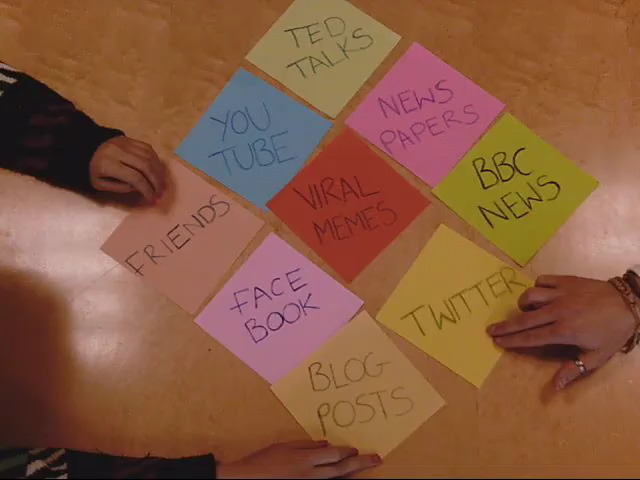 TED
TALKS
YOU
TUBE
NEWS
PAPERS
BBC
NEWS
VIRAL
MEMES
FRIENDS
FACE
BOOK
TWITTER
BLOG
POSTS